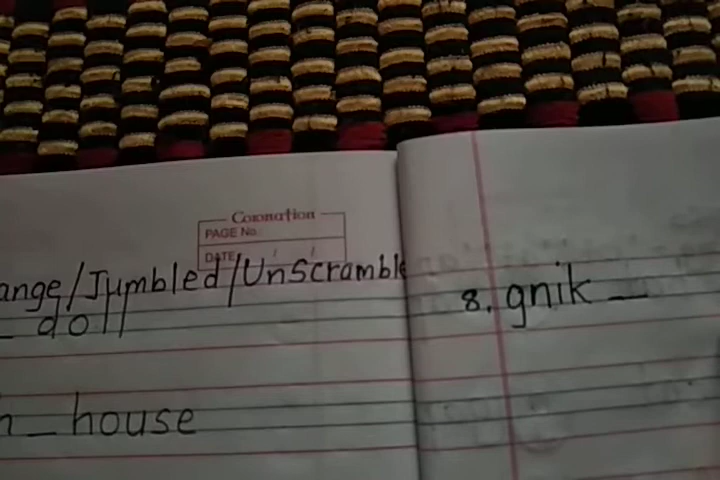 Coronation
PAGE No.:
DATE: / /
ange/Jumbled/UnScramble
_ doll
h _ house
8. gnik _